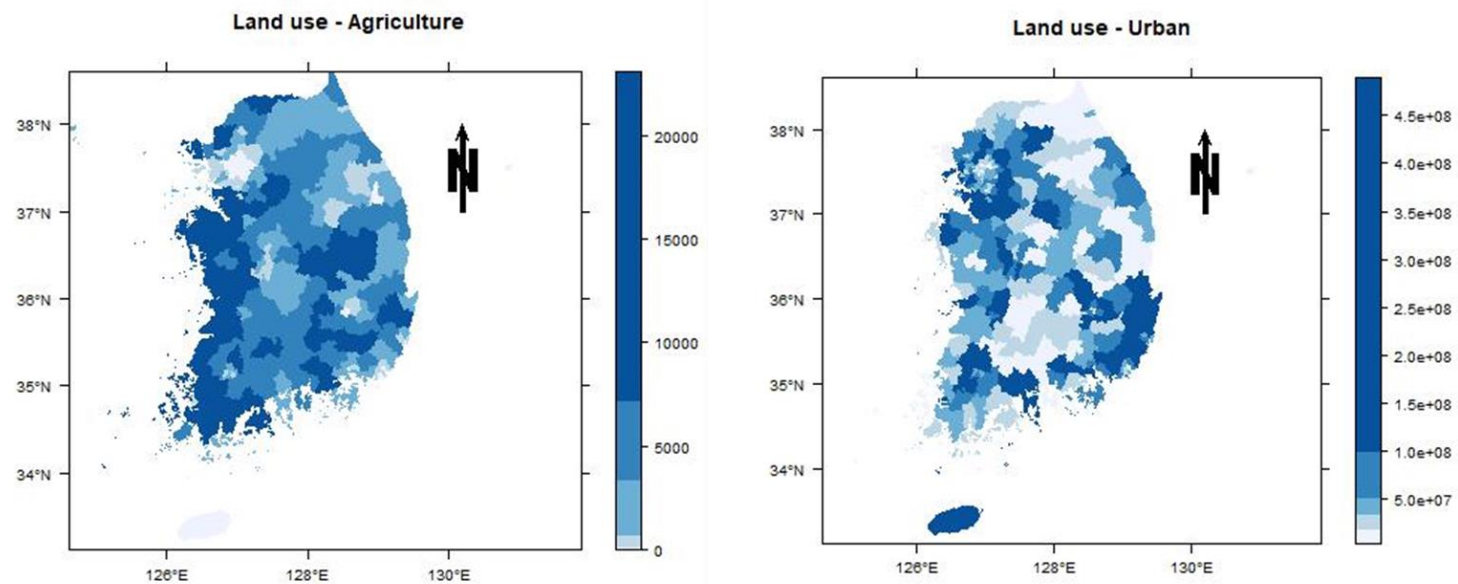 Land use - Agriculture
38°N
37°N
36°N
35°N
34°N
126°E
128°E
130°E
N
20000
15000
10000
5000
0
Land use - Urban
38°N
37°N
36°N
35°N
34°N
126°E
128°E
130°E
N
4.5e+08
4.0e+08
3.5e+08
3.0e+08
2.5e+08
2.0e+08
1.5e+08
1.0e+08
5.0e+07